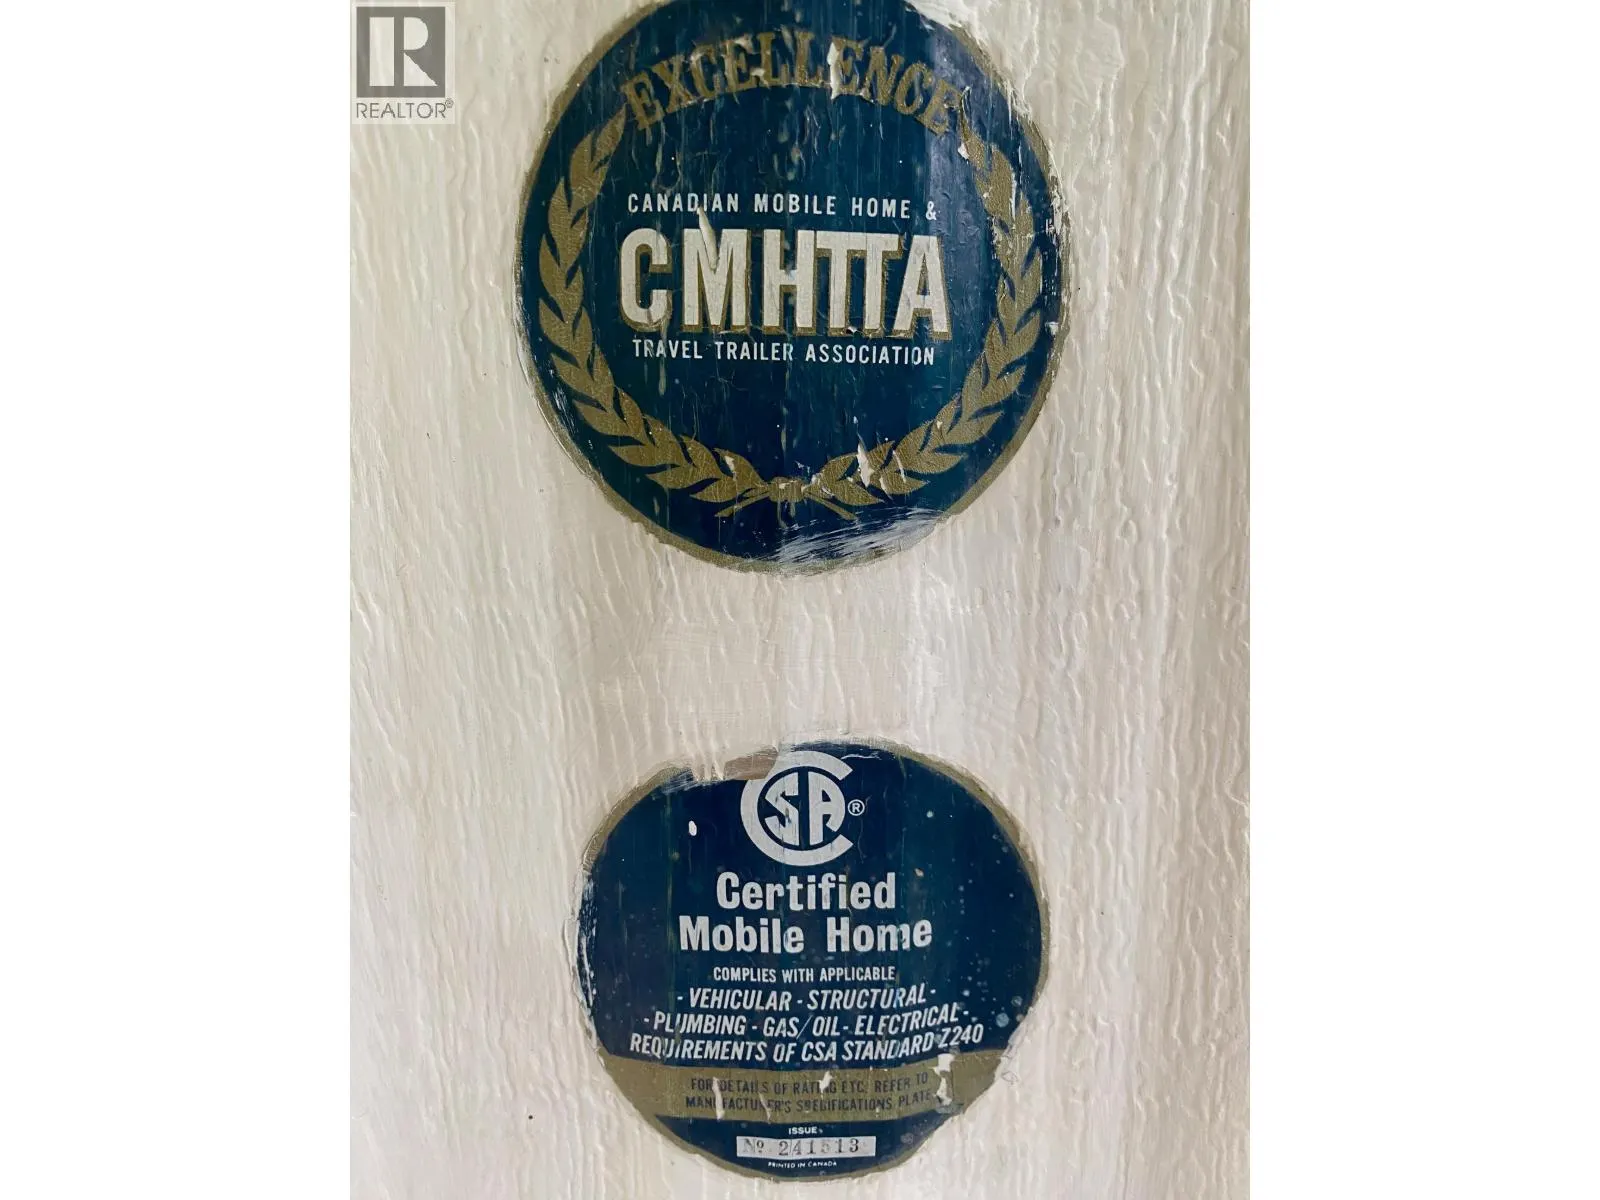 REALTOR®
EXCELLENCE
CANADIAN MOBILE HOME &
CMHTTA
TRAVEL TRAILER ASSOCIATION
CSA®
Certified
Mobile Home
COMPLIES WITH APPLICABLE
- VEHICULAR - STRUCTURAL -
- PLUMBING - GAS/OIL - ELECTRICAL -
REQUIREMENTS OF CSA STANDARD Z240
FOR DETAILS OF RATING ETC. REFER TO
MANUFACTURER'S SPECIFICATIONS PLATE
ISSUE
Nº 241513
PRINTED IN CANADA